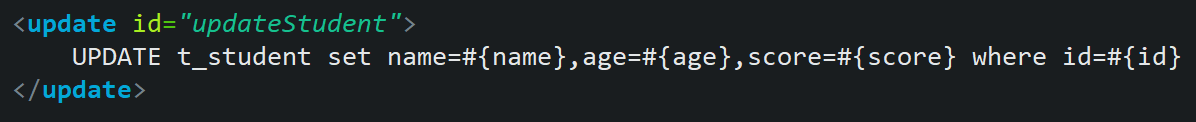 <update id="updateStudent">
    UPDATE t_student set name=#{name},age=#{age},score=#{score} where id=#{id}
</update>